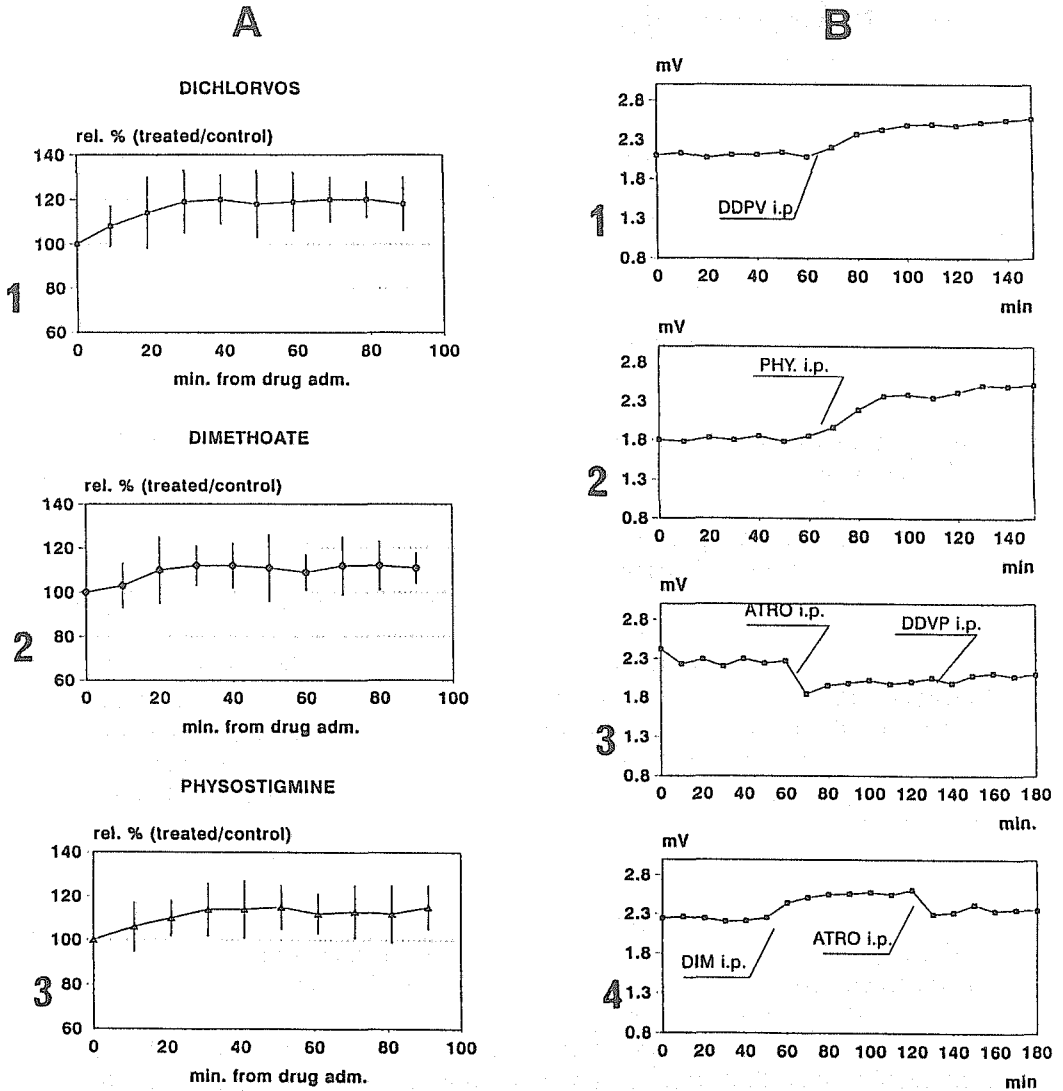 A
DICHLORVOS
rel. % (treated/control)
140
120
100
80
60
0 20 40 60 80 100
min. from drug adm.
1
DIMETHOATE
rel. % (treated/control)
140
120
100
80
60
0 20 40 60 80 100
min. from drug adm.
2
PHYSOSTIGMINE
rel. % (treated/control)
140
120
100
80
60
0 20 40 60 80 100
min. from drug adm.
3
B
mV
2.8
2.3
1.8
1.3
0.8
DDPV i.p.
0 20 40 60 80 100 120 140
min
1
mV
2.8
2.3
1.8
1.3
0.8
PHY. i.p.
0 20 40 60 80 100 120 140
min
2
mV
2.8
2.3
1.8
1.3
0.8
ATRO i.p.
DDVP i.p.
0 20 40 60 80 100 120 140 160 180
min.
3
mV
2.8
2.3
1.8
1.3
0.8
DIM i.p.
ATRO i.p.
0 20 40 60 80 100 120 140 160 180
min.
4